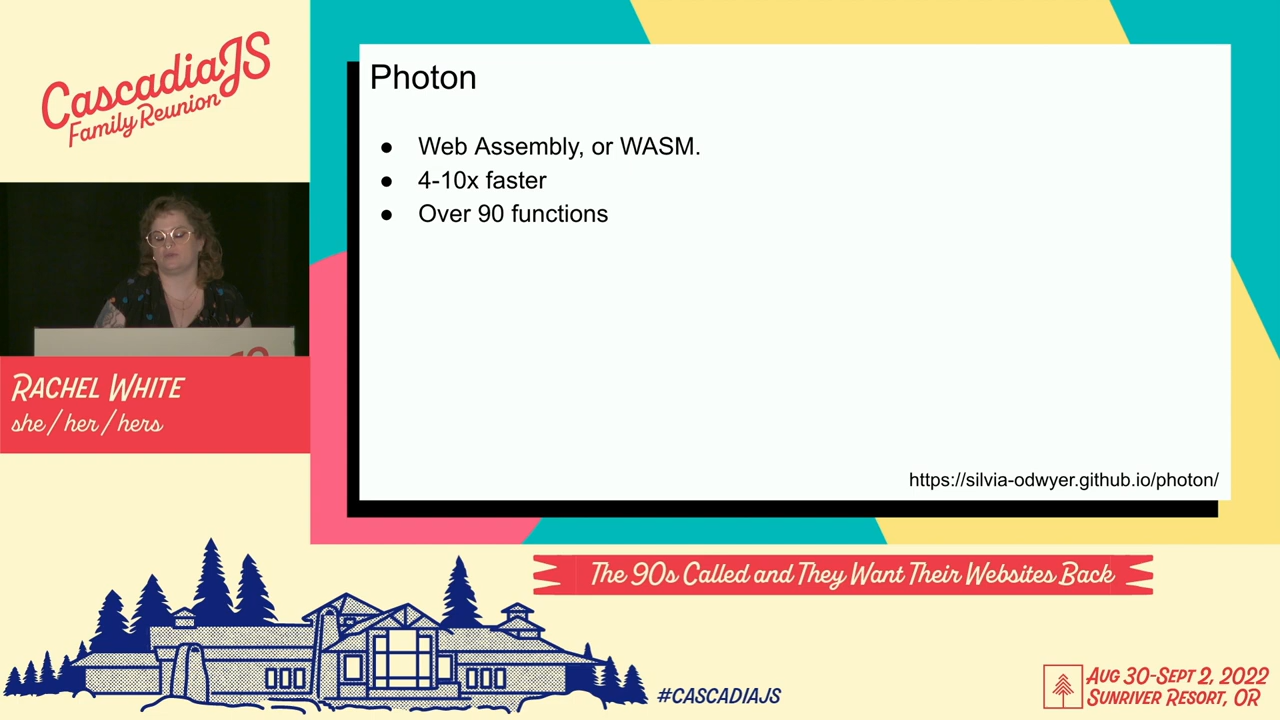 CascadiaJS
Family Reunion
Rachel White
she / her / hers
Photon
● Web Assembly, or WASM.
● 4-10x faster
● Over 90 functions
https://silvia-odwyer.github.io/photon/
The 90s Called and They Want Their Websites Back
#CASCADIAJS
Aug 30-Sept 2, 2022
Sunriver Resort, OR